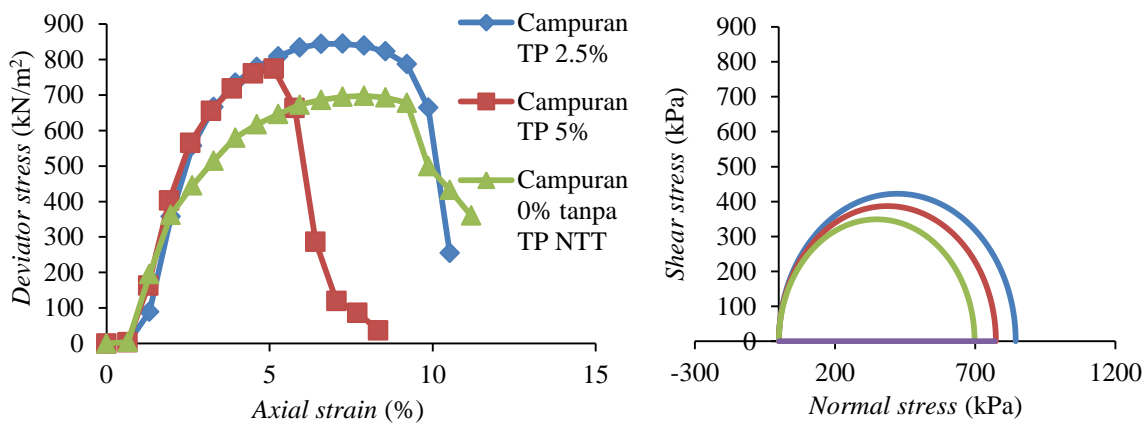 900
800
700
600
500
400
300
200
100
0
0
5
10
15
Deviator stress (kN/m²)
Axial strain (%)
Campuran
TP 2.5%
Campuran
TP 5%
Campuran
0% tanpa
TP NTT
900
800
700
600
500
400
300
200
100
0
-300
200
700
1200
Shear stress (kPa)
Normal stress (kPa)